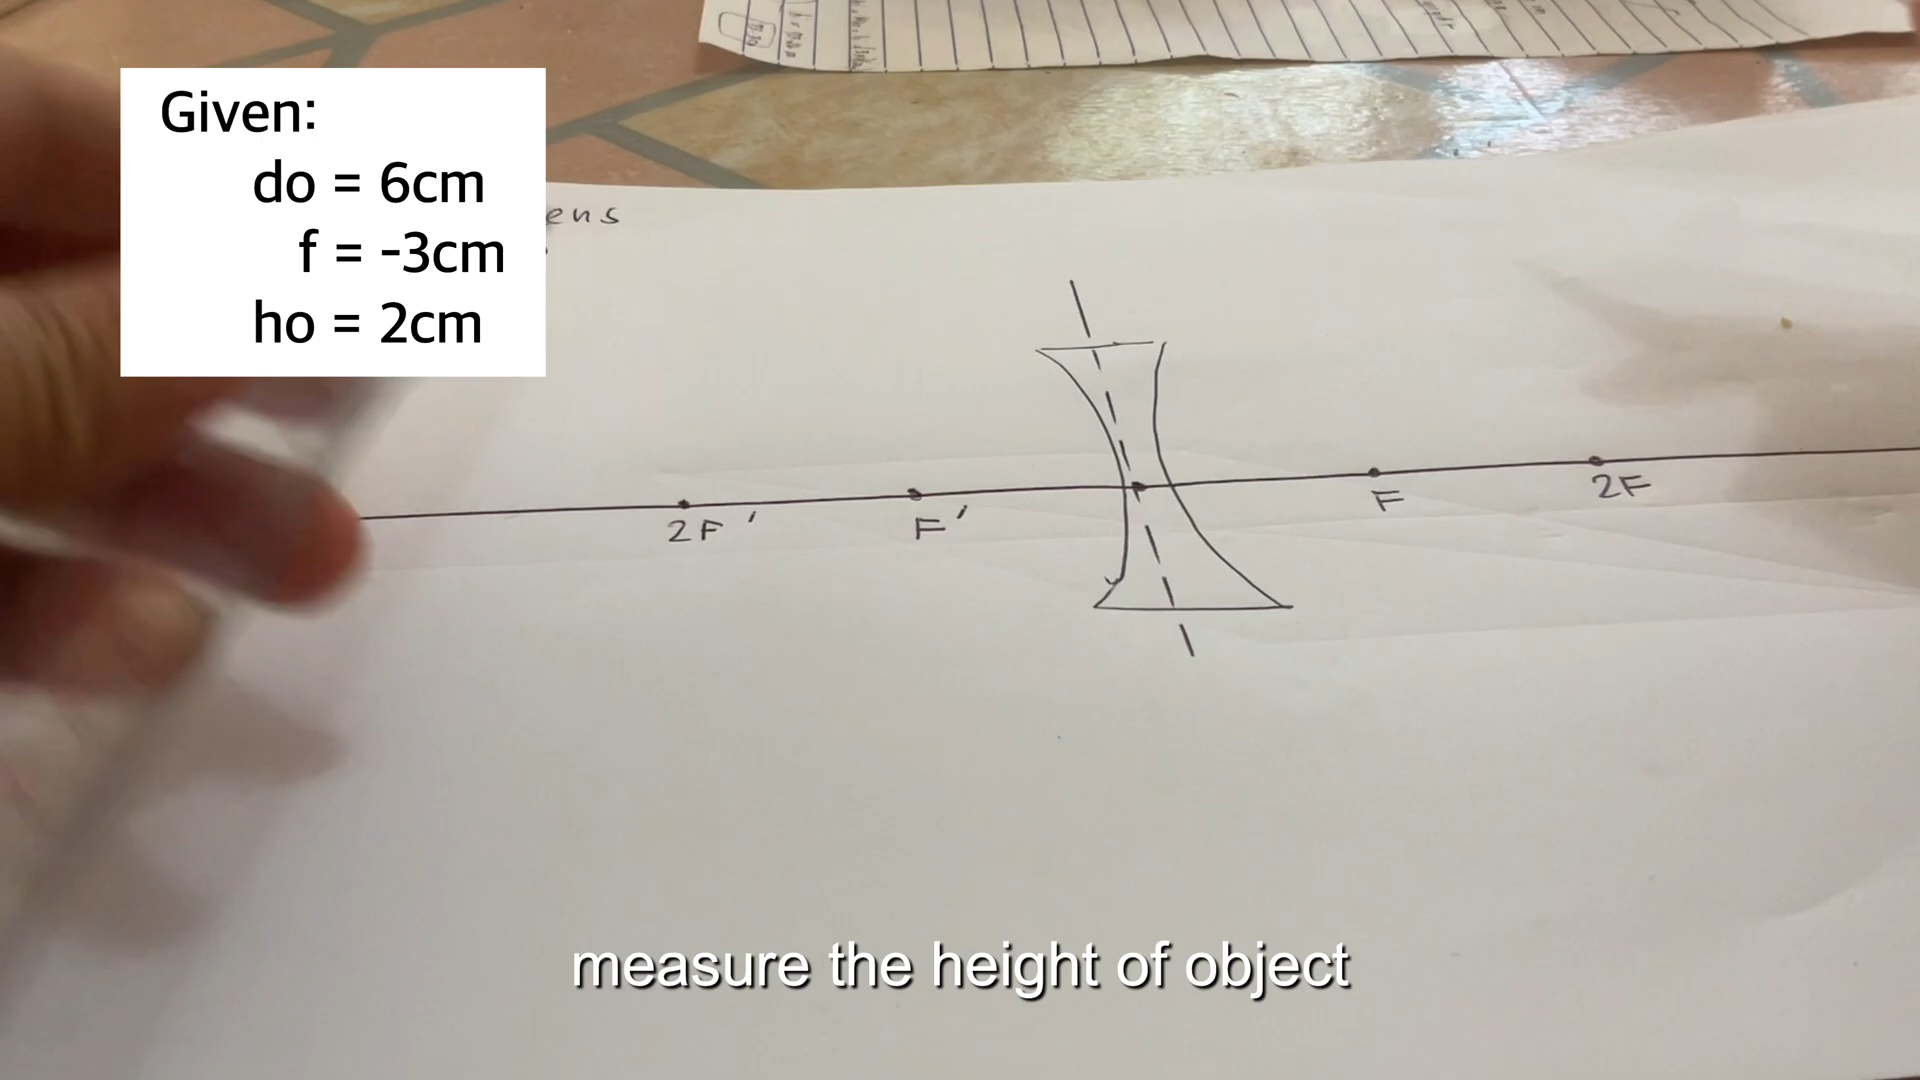 Given:
do = 6cm
f = -3cm
ho = 2cm
ens
2F '
F '
F
2F
measure the height of object